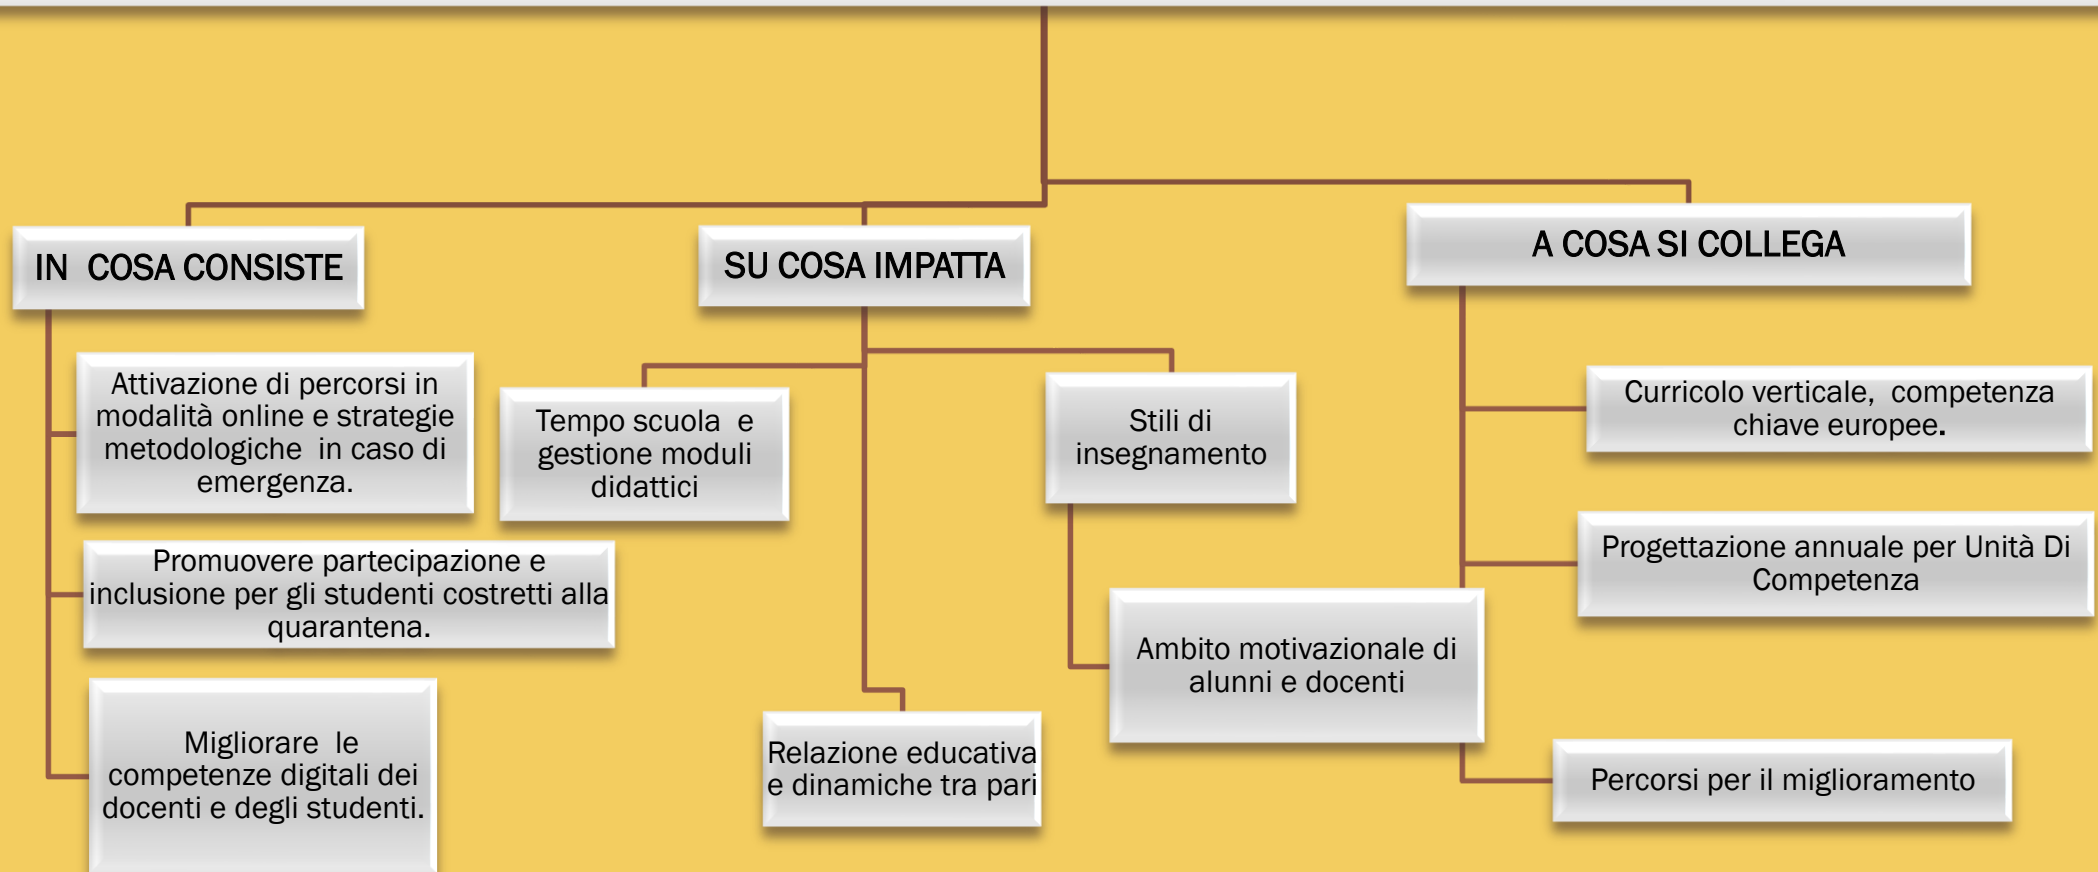 IN COSA CONSISTE
Attivazione di percorsi in
modalità online e strategie
metodologiche in caso di
emergenza.
Promuovere partecipazione e
inclusione per gli studenti costretti alla
quarantena.
Migliorare le
competenze digitali dei
docenti e degli studenti.
SU COSA IMPATTA
Tempo scuola e
gestione moduli
didattici
Relazione educativa
e dinamiche tra pari
Stili di
insegnamento
Ambito motivazionale di
alunni e docenti
A COSA SI COLLEGA
Curricolo verticale, competenza
chiave europee.
Progettazione annuale per Unità Di
Competenza
Percorsi per il miglioramento